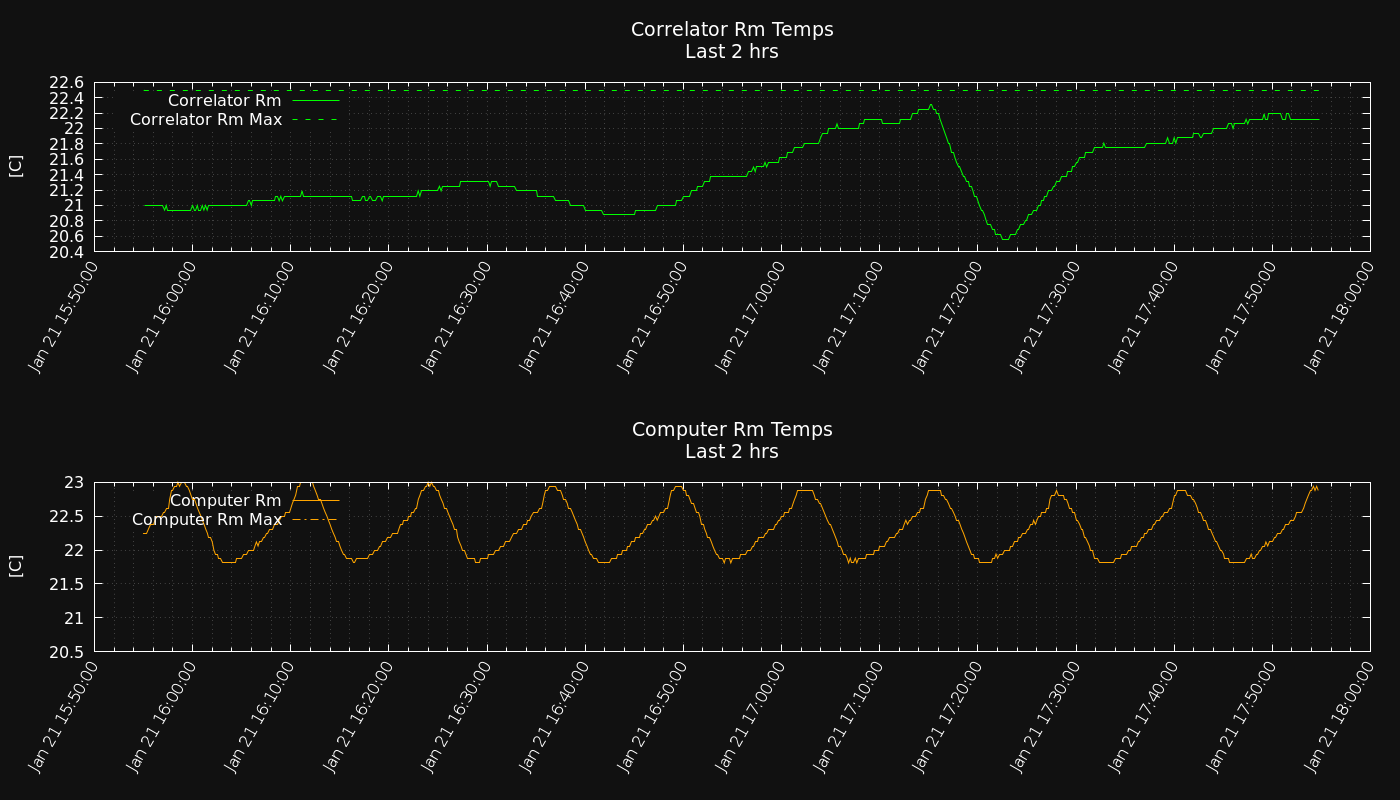 Correlator Rm Temps
Last 2 hrs
22.6
22.4
22.2
22
21.8
21.6
21.4
21.2
21
20.8
20.6
20.4
[C]
Correlator Rm
Correlator Rm Max
Jan 21 15:50:00
Jan 21 16:00:00
Jan 21 16:10:00
Jan 21 16:20:00
Jan 21 16:30:00
Jan 21 16:40:00
Jan 21 16:50:00
Jan 21 17:00:00
Jan 21 17:10:00
Jan 21 17:20:00
Jan 21 17:30:00
Jan 21 17:40:00
Jan 21 17:50:00
Jan 21 18:00:00
Computer Rm Temps
Last 2 hrs
23
22.5
22
21.5
21
20.5
[C]
Computer Rm
Computer Rm Max
Jan 21 15:50:00
Jan 21 16:00:00
Jan 21 16:10:00
Jan 21 16:20:00
Jan 21 16:30:00
Jan 21 16:40:00
Jan 21 16:50:00
Jan 21 17:00:00
Jan 21 17:10:00
Jan 21 17:20:00
Jan 21 17:30:00
Jan 21 17:40:00
Jan 21 17:50:00
Jan 21 18:00:00